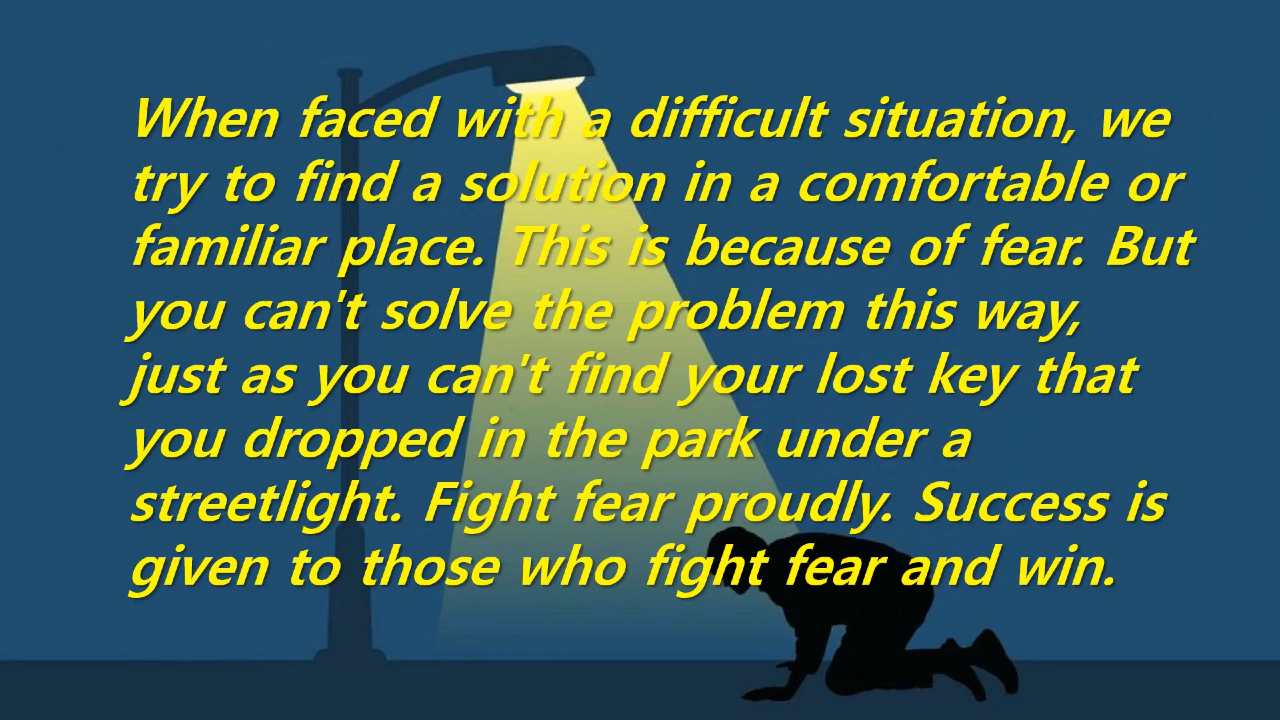 When faced with a difficult situation, we
try to find a solution in a comfortable or
familiar place. This is because of fear. But
you can't solve the problem this way,
just as you can't find your lost key that
you dropped in the park under a
streetlight. Fight fear proudly. Success is
given to those who fight fear and win.